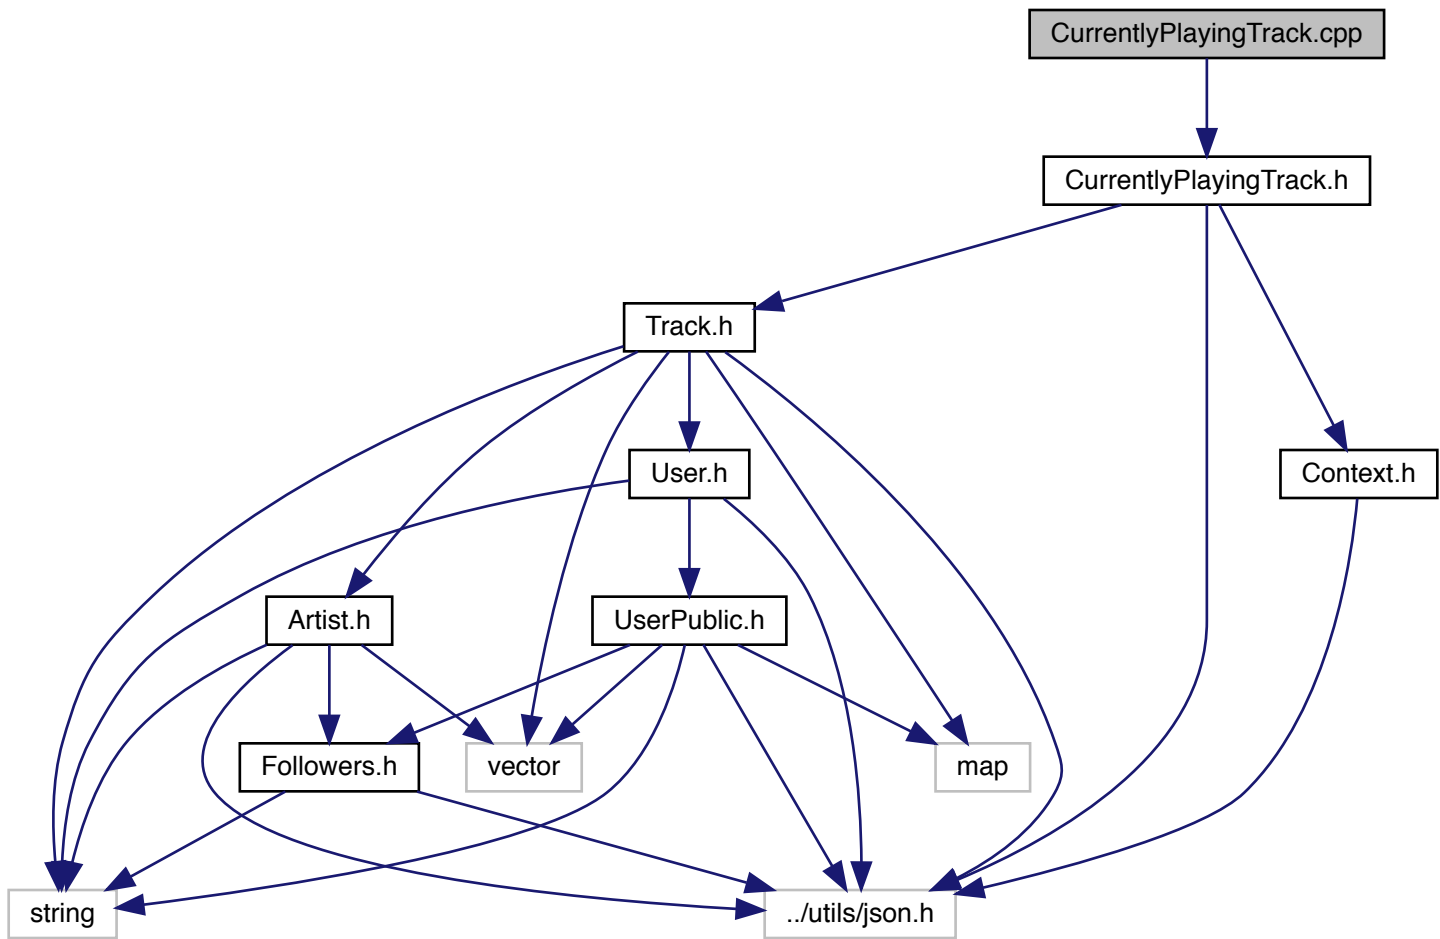 CurrentlyPlayingTrack.cpp
CurrentlyPlayingTrack.h
Track.h
User.h
Context.h
Artist.h
UserPublic.h
Followers.h
vector
map
string
../utils/json.h